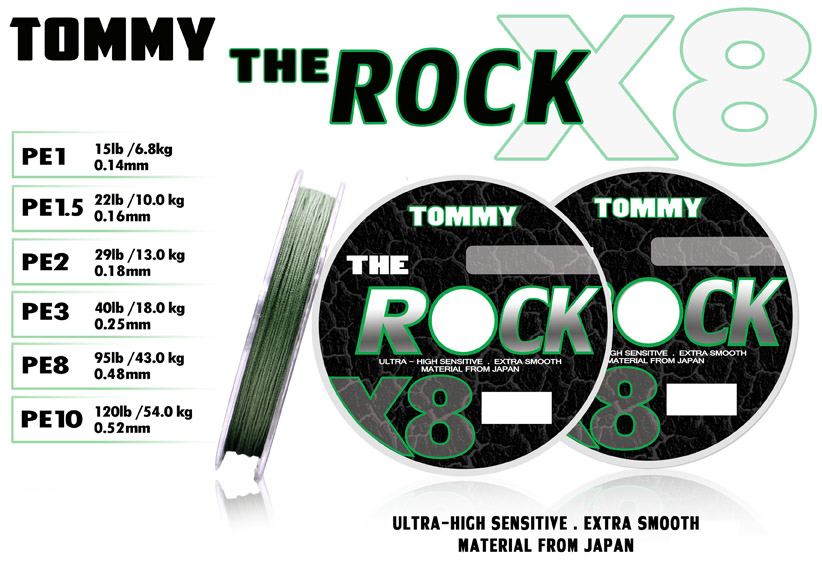 TOMMY
THE ROCK X8
PE1 15lb /6.8kg
0.14mm
PE1.5 22lb /10.0 kg
0.16mm
PE2 29lb /13.0 kg
0.18mm
PE3 40lb /18.0 kg
0.25mm
PE8 95lb /43.0 kg
0.48mm
PE10 120lb /54.0 kg
0.52mm
TOMMY
THE
ROCK
ULTRA - HIGH SENSITIVE . EXTRA SMOOTH
MATERIAL FROM JAPAN
X8
TOMMY
ROCK
GH SENSITIVE . EXTRA SMOOTH
MATERIAL FROM JAPAN
X8
ULTRA-HIGH SENSITIVE . EXTRA SMOOTH
MATERIAL FROM JAPAN